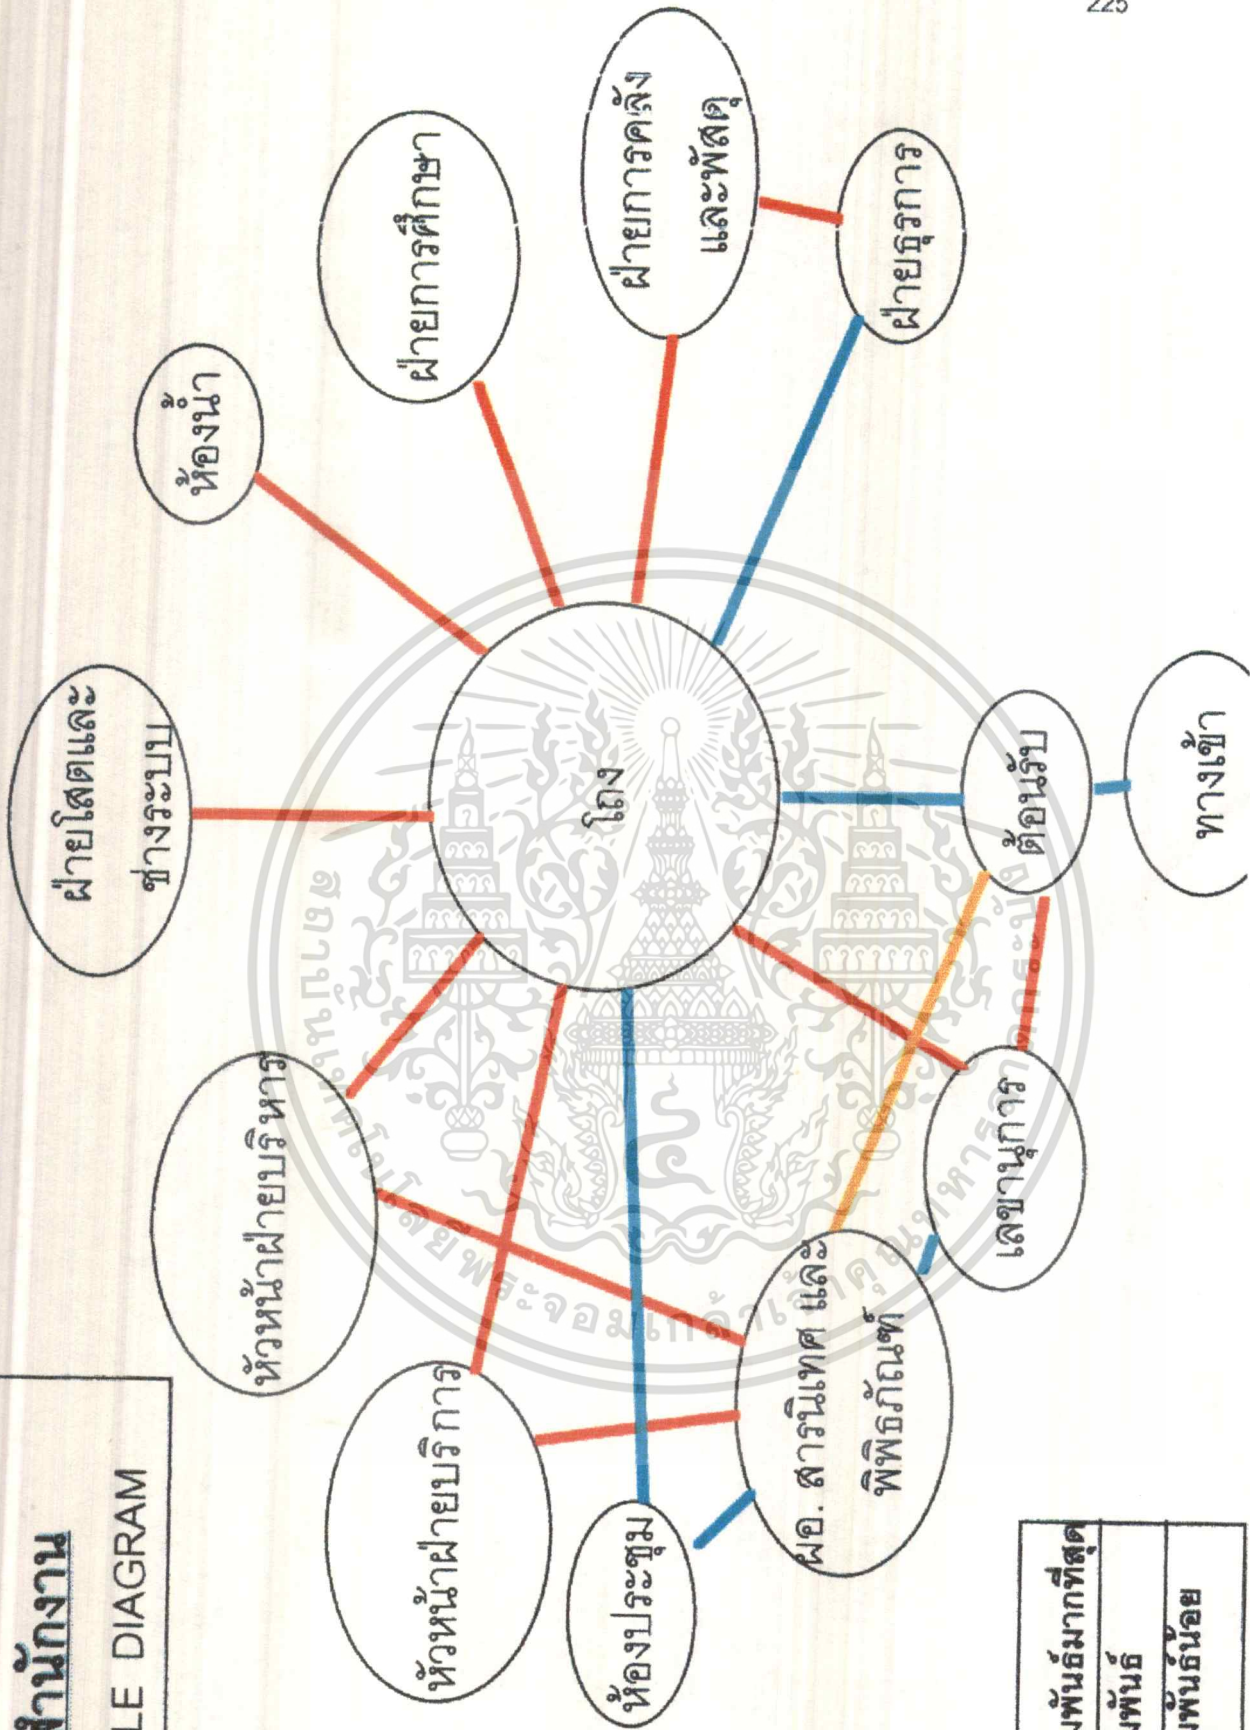 225
สำนักงาน
LE DIAGRAM
ฝ่ายโสตและ
ช่างระบบ
ห้องน้ำ
ฝ่ายการศึกษา
ฝ่ายการคลัง
และพัสดุ
ฝ่ายธุรการ
หัวหน้าฝ่ายบริหาร
หัวหน้าฝ่ายบริการ
ห้องประชุม
ผอ. สารนิเทศ และ
พิพิธภัณฑ์
เลขานุการ
โถง
ต้อนรับ
ทางเข้า
พันธ์มากที่สุด
พันธ์
พันธ์น้อย